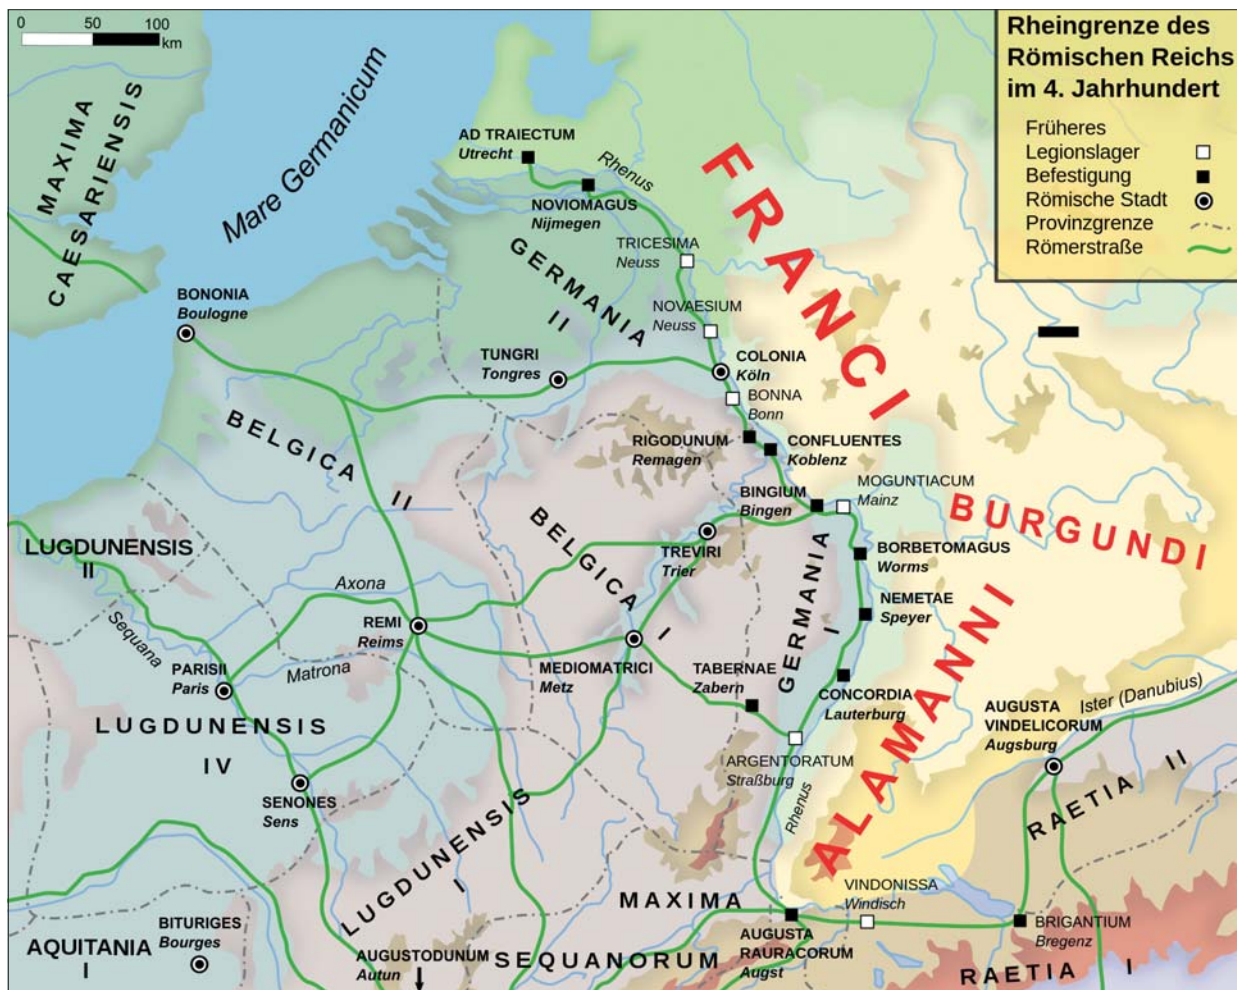 0 50 100
km
Rheingrenze des
Römischen Reichs
im 4. Jahrhundert
Früheres
Legionslager
Befestigung
Römische Stadt
Provinzgrenze
Römerstraße
MAXIMA
CAESARIENSIS
Mare Germanicum
AD TRAIECTUM
Utrecht
Rhenus
NOVIOMAGUS
Nijmegen
FRANCI
GERMANIA
II
TRICESIMA
Neuss
BONONIA
Boulogne
NOVAESIUM
Neuss
TUNGRI
Tongres
COLONIA
Köln
BONNA
Bonn
BELGICA
II
RIGODUNUM
Remagen
CONFLUENTES
Koblenz
BINGIUM
Bingen
MOGUNTIACUM
Mainz
BURGUNDI
BELGICA
I
LUGDUNENSIS
II
TREVIRI
Trier
BORBETOMAGUS
Worms
Axona
NEMETAE
Speyer
GERMANIA
I
ALAMANNI
Sequana
REMI
Reims
PARISII
Paris
Matrona
MEDIOMATRICI
Metz
TABERNAE
Zabern
CONCORDIA
Lauterburg
Ister (Danubius)
AUGUSTA
VINDELICORUM
Augsburg
LUGDUNENSIS
IV
ARGENTORATUM
Straßburg
RAETIA II
SENONES
Sens
Rhenus
LUGDUNENSIS
I
MAXIMA
SEQUANORUM
VINDONISSA
Windisch
BITURIGES
Bourges
BRIGANTIUM
Bregenz
AQUITANIA
I
AUGUSTODUNUM
Autun
AUGUSTA
RAURACORUM
Augst
RAETIA I